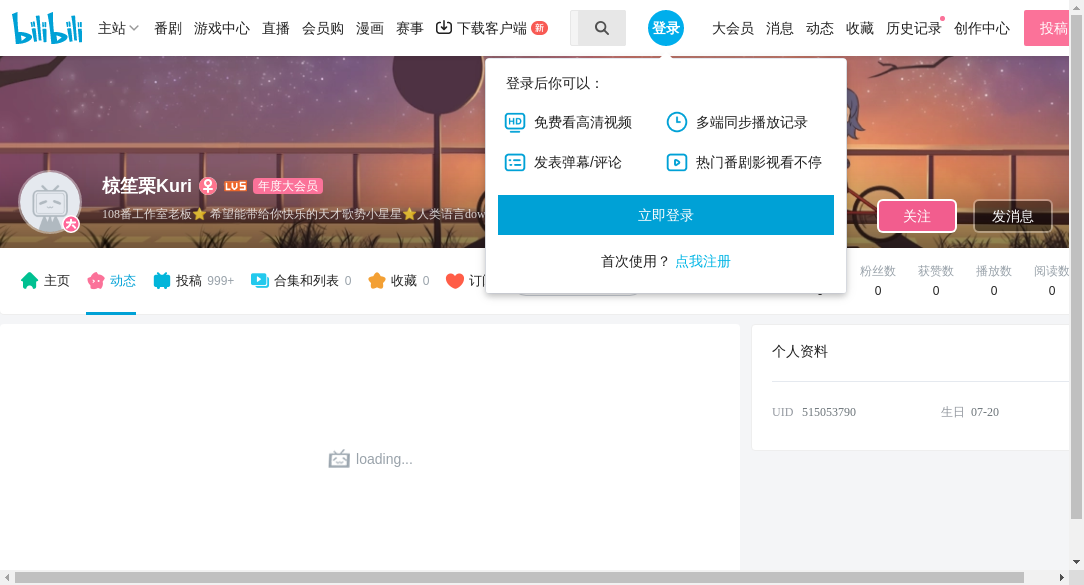 bilibili 主站 番剧 游戏中心 直播 会员购 漫画 赛事 下载客户端 新 登录 大会员 消息 动态 收藏 历史记录 创作中心 投稿
登录后你可以：
HD 免费看高清视频 多端同步播放记录
发表弹幕/评论 热门番剧影视看不停
立即登录
首次使用？ 点我注册
椋笙栗Kuri LV5 年度大会员
108番工作室老板⭐ 希望能带给你快乐的天才歌势小星星⭐人类语言dow
大
关注 发消息
主页 动态 投稿 999+ 合集和列表 0 收藏 0
粉丝数 获赞数 播放数 阅读数
0 0 0 0
个人资料
UID 515053790 生日 07-20
loading...